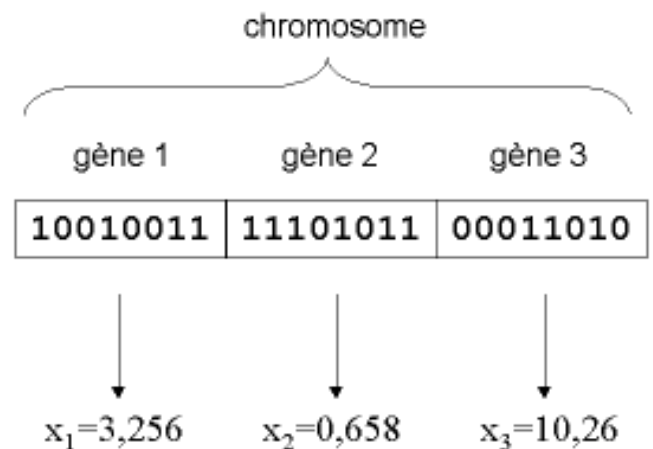 chromosome
gène 1 gène 2 gène 3
10010011 11101011 00011010
x₁=3,256 x₂=0,658 x₃=10,26